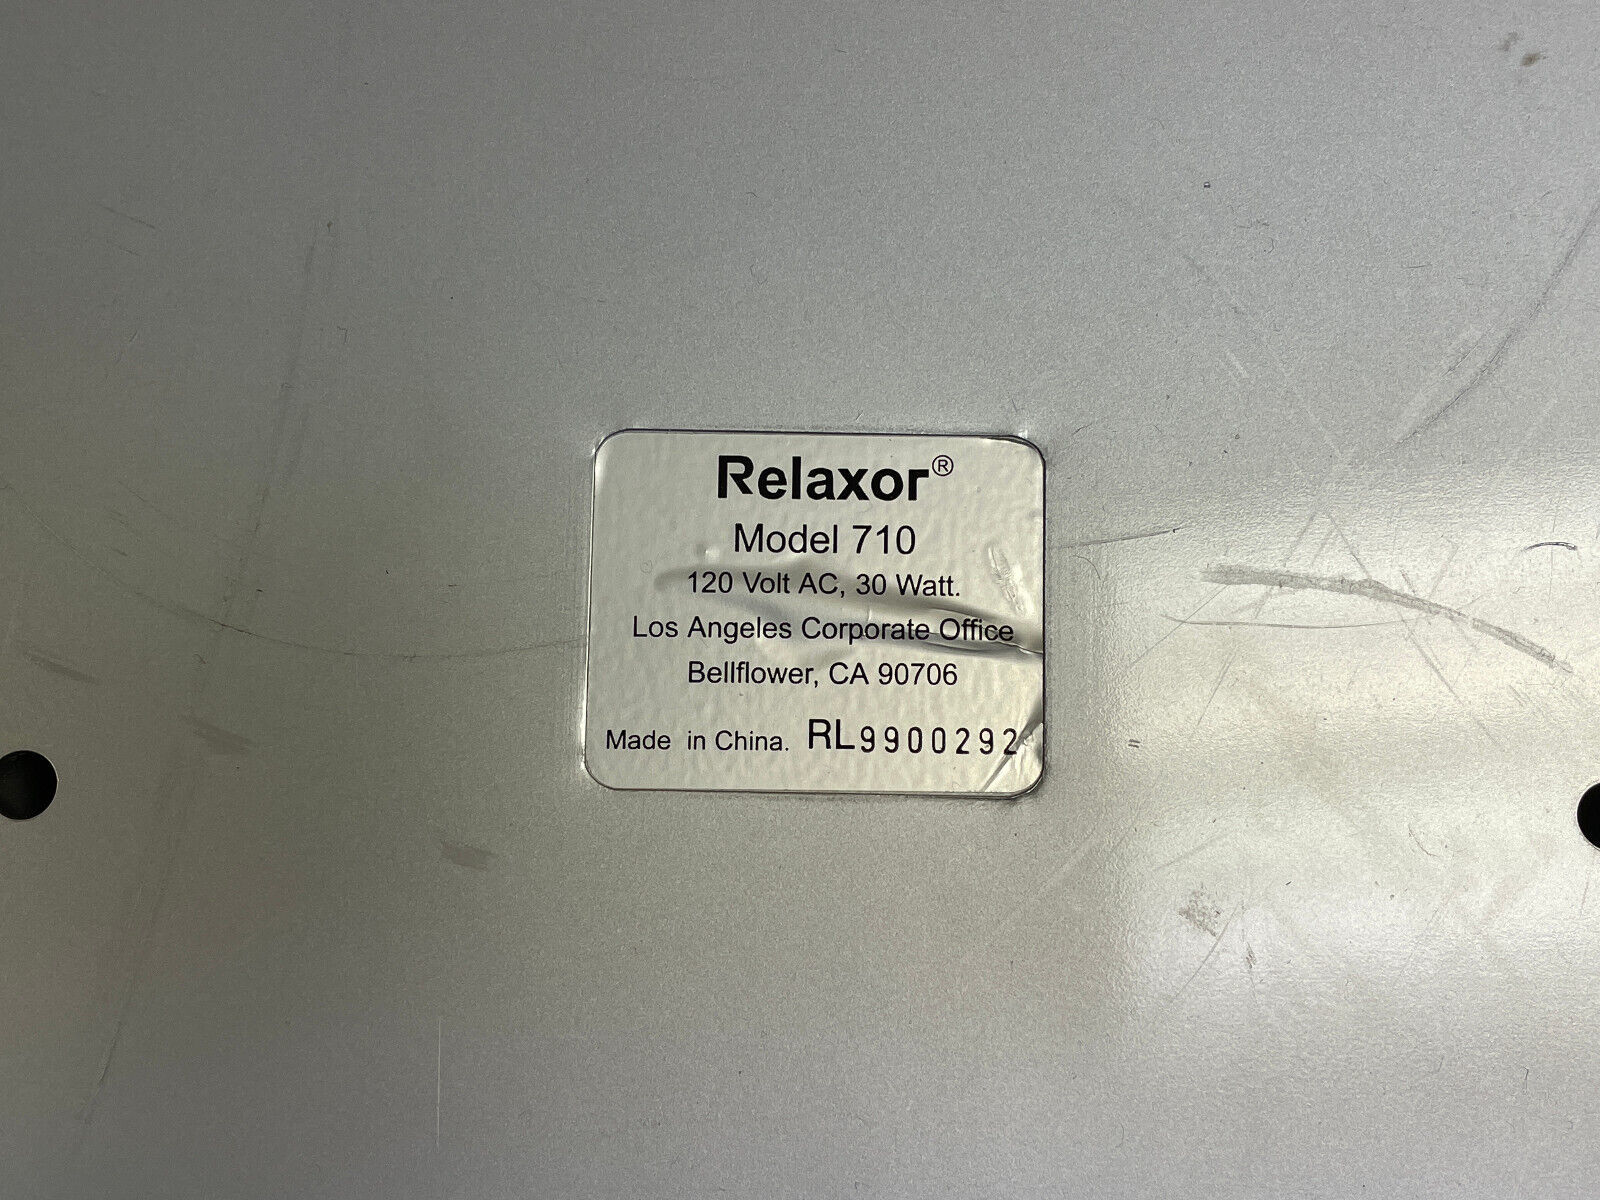 Relaxor®
Model 710
120 Volt AC, 30 Watt.
Los Angeles Corporate Office
Bellflower, CA 90706
Made in China. RL9900292